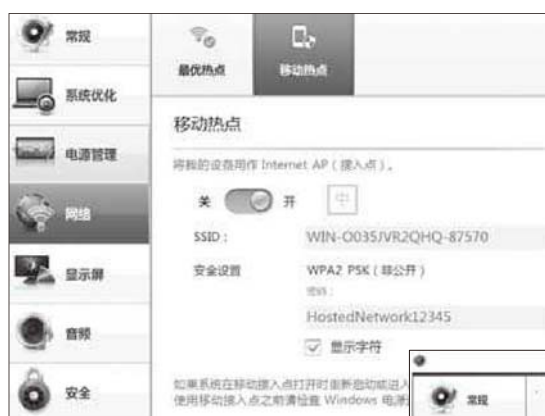 常规
系统优化
电源管理
网络
显示屏
音频
安全
最优热点
移动热点
移动热点
将我的设备用作 Internet AP（接入点）。
关
开
中
SSID：
WIN-O035JVR2QHQ-87570
安全设置
WPA2 PSK（非公开）
密码：
HostedNetwork12345
显示字符
如果系统在移动接入点打开时重新启动或进入
使用移动接入点之前请检查 Windows 电源
常规